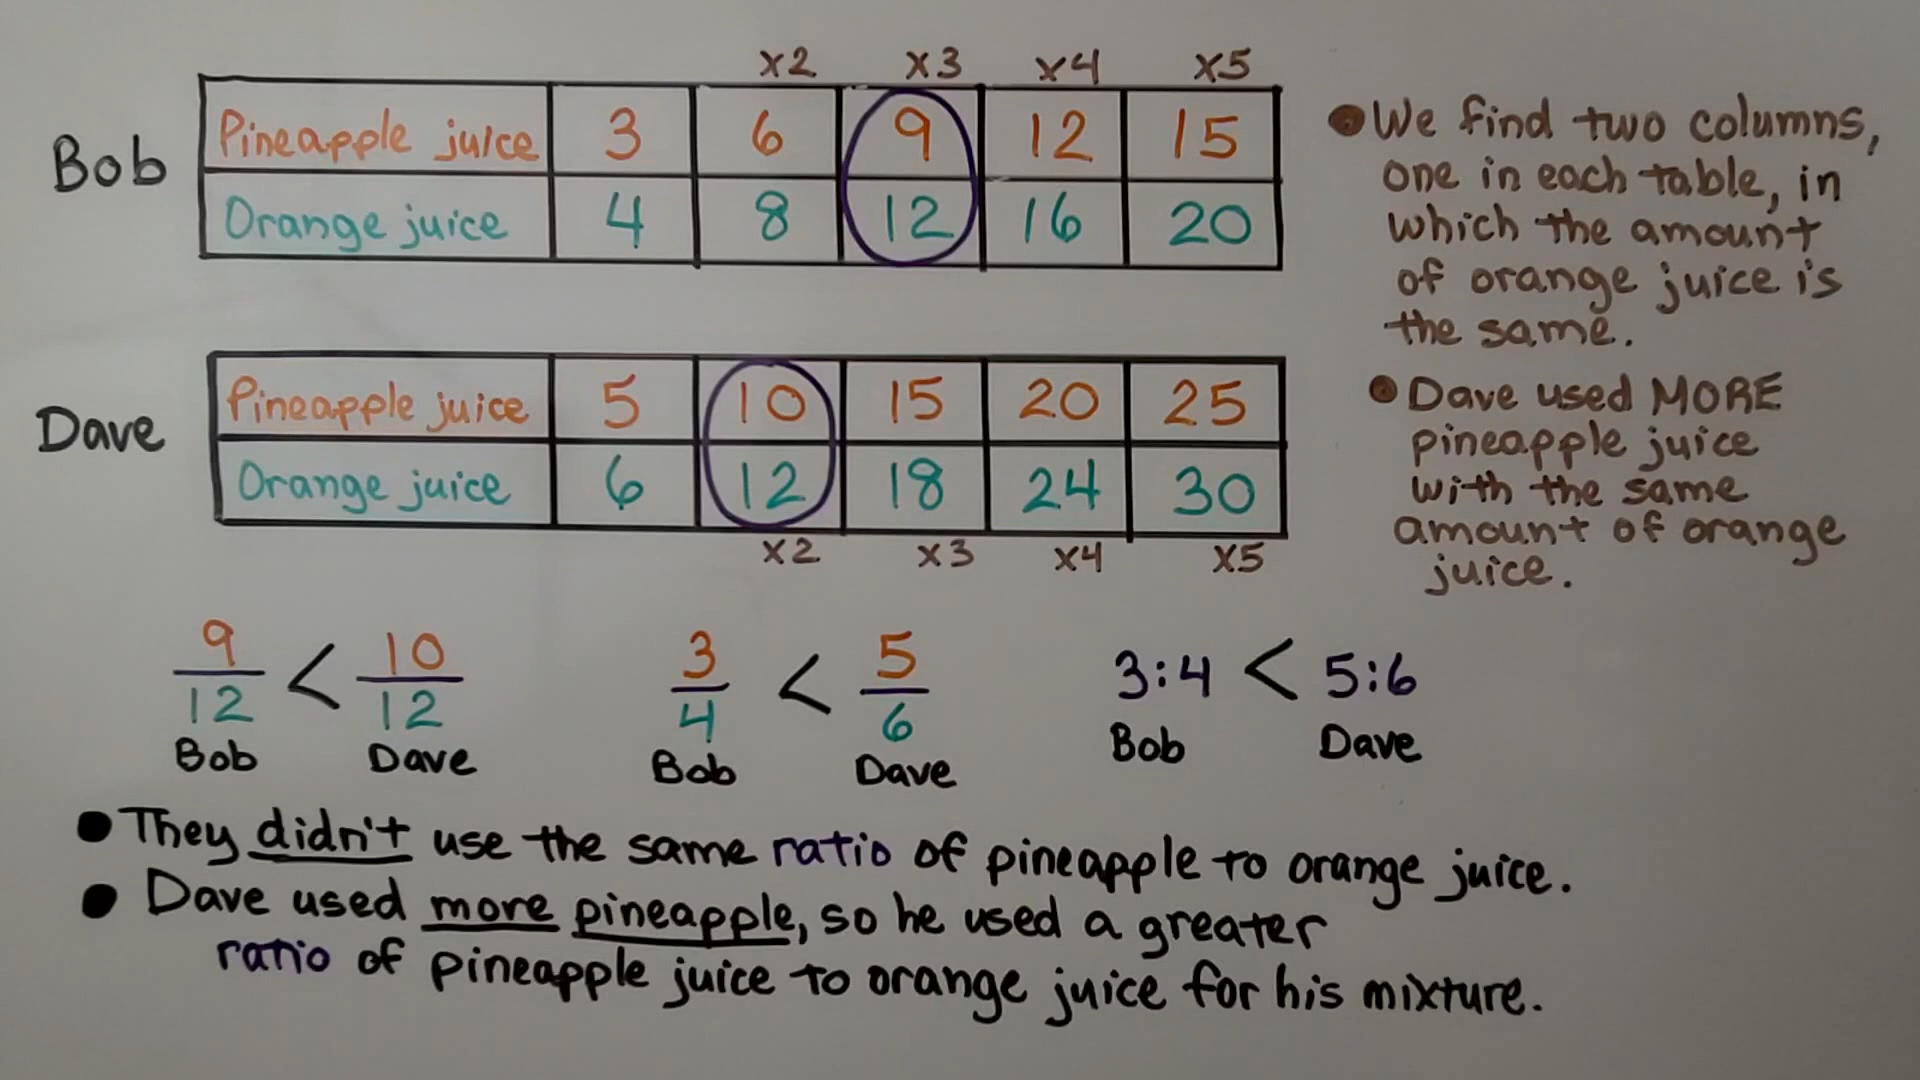 x2 x3 x4 x5
Bob
Pineapple juice 3 6 9 12 15
Orange juice 4 8 12 16 20
Dave
Pineapple juice 5 10 15 20 25
Orange juice 6 12 18 24 30
x2 x3 x4 x5
• We find two columns,
one in each table, in
which the amount
of orange juice is
the same.
• Dave used MORE
pineapple juice
with the same
amount of orange
juice.
9/12 < 10/12
Bob Dave
3/4 < 5/6
Bob Dave
3:4 < 5:6
Bob Dave
• They didn't use the same ratio of pineapple to orange juice.
• Dave used more pineapple, so he used a greater
ratio of pineapple juice to orange juice for his mixture.